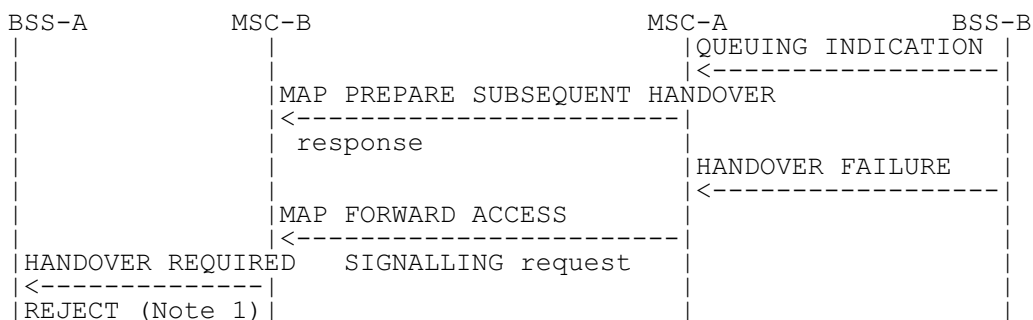 BSS-A MSC-B MSC-A BSS-B
QUEUING INDICATION
MAP PREPARE SUBSEQUENT HANDOVER
response
HANDOVER FAILURE
MAP FORWARD ACCESS
HANDOVER REQUIRED SIGNALLING request
REJECT (Note 1)